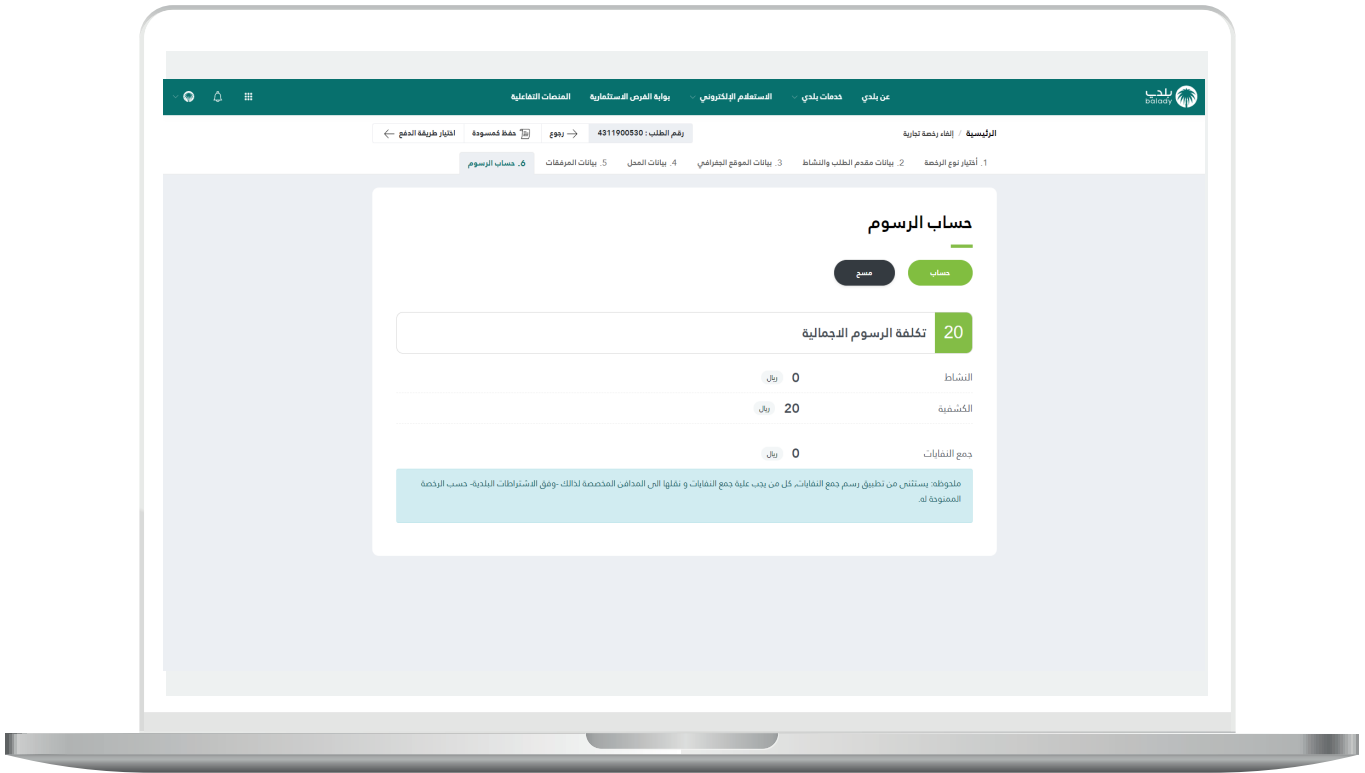 بلدي
balady
عن بلدي
خدمات بلدي
الاستعلام الإلكتروني
بوابة الفرص الاستثمارية
المنصات التفاعلية
الرئيسية / إلغاء رخصة تجارية
رقم الطلب : 4311900530
رجوع
حفظ كمسودة
اختيار طريقة الدفع
1. أختيار نوع الرخصة
2. بيانات مقدم الطلب والنشاط
3. بيانات الموقع الجغرافي
4. بيانات المحل
5. بيانات المرفقات
6. حساب الرسوم
حساب الرسوم
حساب
مسح
20 تكلفة الرسوم الاجمالية
النشاط 0 ريال
الكشفية 20 ريال
جمع النفايات 0 ريال
ملحوظه: يستثنى من تطبيق رسم جمع النفايات, كل من يجب علية جمع النفايات و نقلها الى المدافن المخصصة لذالك -وفق الاشتراطات البلدية- حسب الرخصة
الممنوحة له.